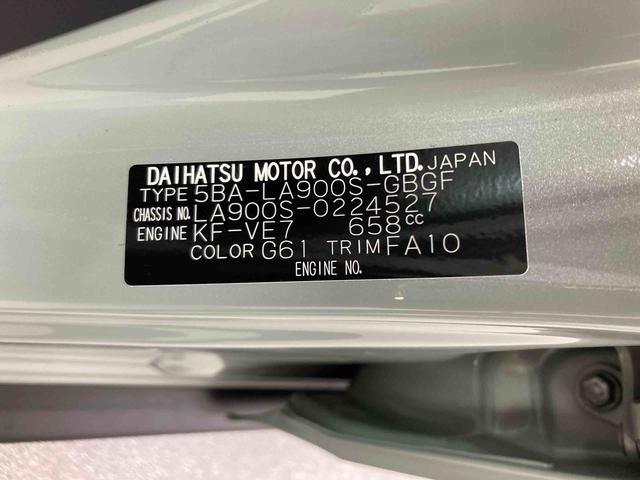 DAIHATSU MOTOR CO., LTD. JAPAN
TYPE 5BA-LA900S-GBGF
CHASSIS NO. LA900S-0224527
ENGINE KF-VE7 658cc
COLOR G61 TRIM FA10
ENGINE NO.